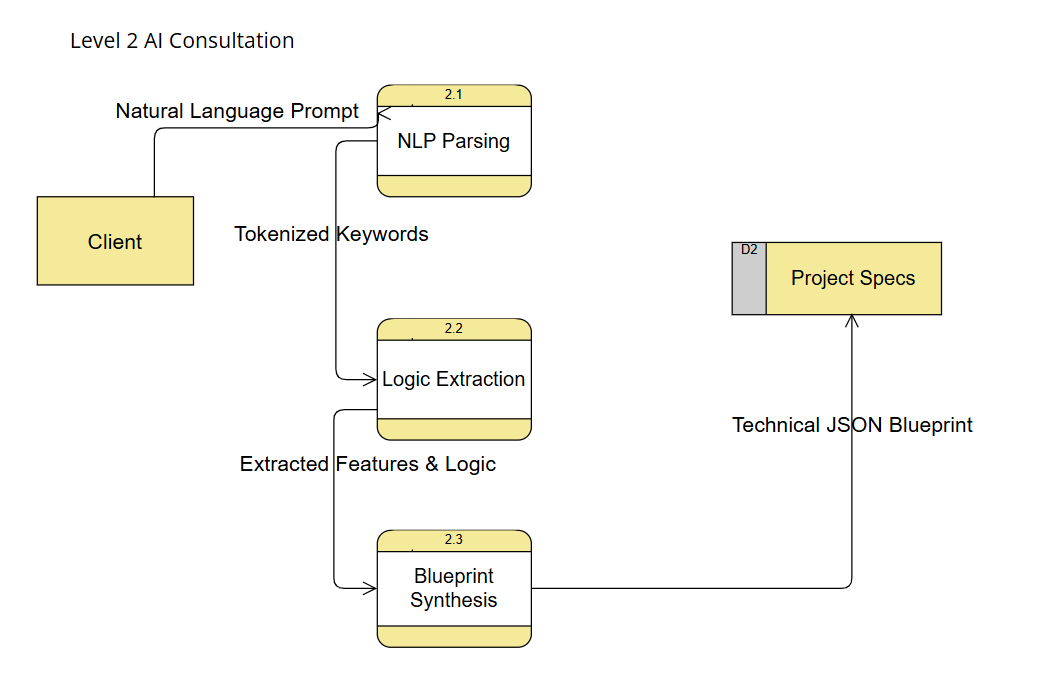 Level 2 AI Consultation
Natural Language Prompt
2.1
NLP Parsing
Client
Tokenized Keywords
D2
Project Specs
2.2
Logic Extraction
Technical JSON Blueprint
Extracted Features & Logic
2.3
Blueprint
Synthesis